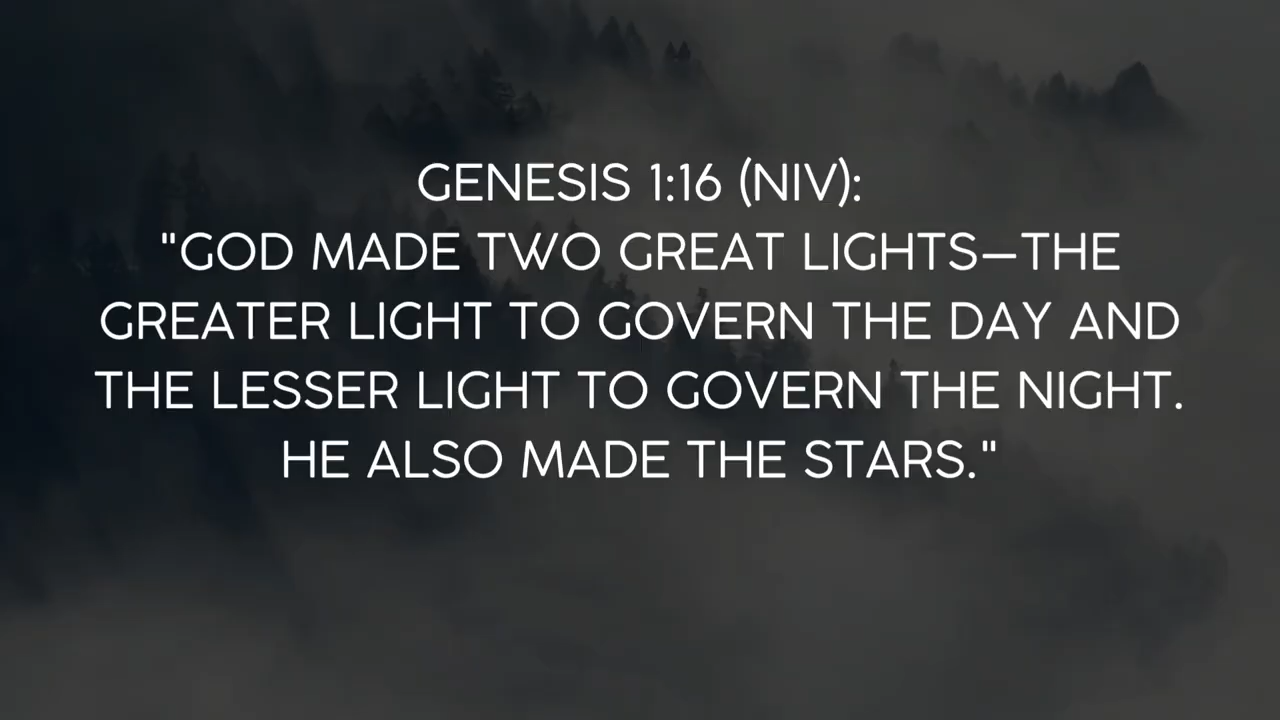 GENESIS 1:16 (NIV):
"GOD MADE TWO GREAT LIGHTS—THE
GREATER LIGHT TO GOVERN THE DAY AND
THE LESSER LIGHT TO GOVERN THE NIGHT.
HE ALSO MADE THE STARS."